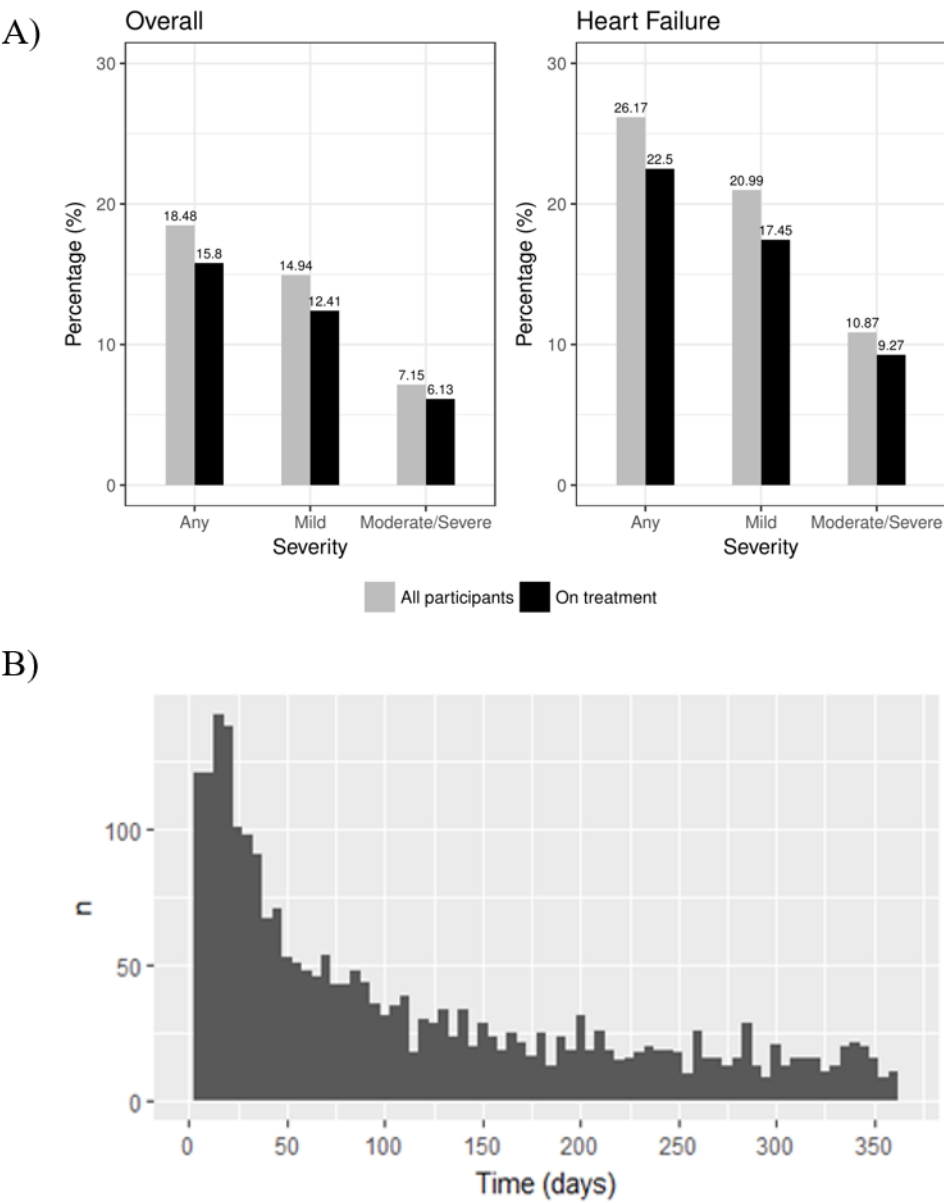 A)
Overall
Heart Failure
30
20
10
0
Percentage (%)
18.48
15.8
14.94
12.41
7.15
6.13
Any
Mild
Moderate/Severe
Severity
30
20
10
0
Percentage (%)
26.17
22.5
20.99
17.45
10.87
9.27
Any
Mild
Moderate/Severe
Severity
All participants
On treatment
B)
100
50
0
n
0
50
100
150
200
250
300
350
Time (days)